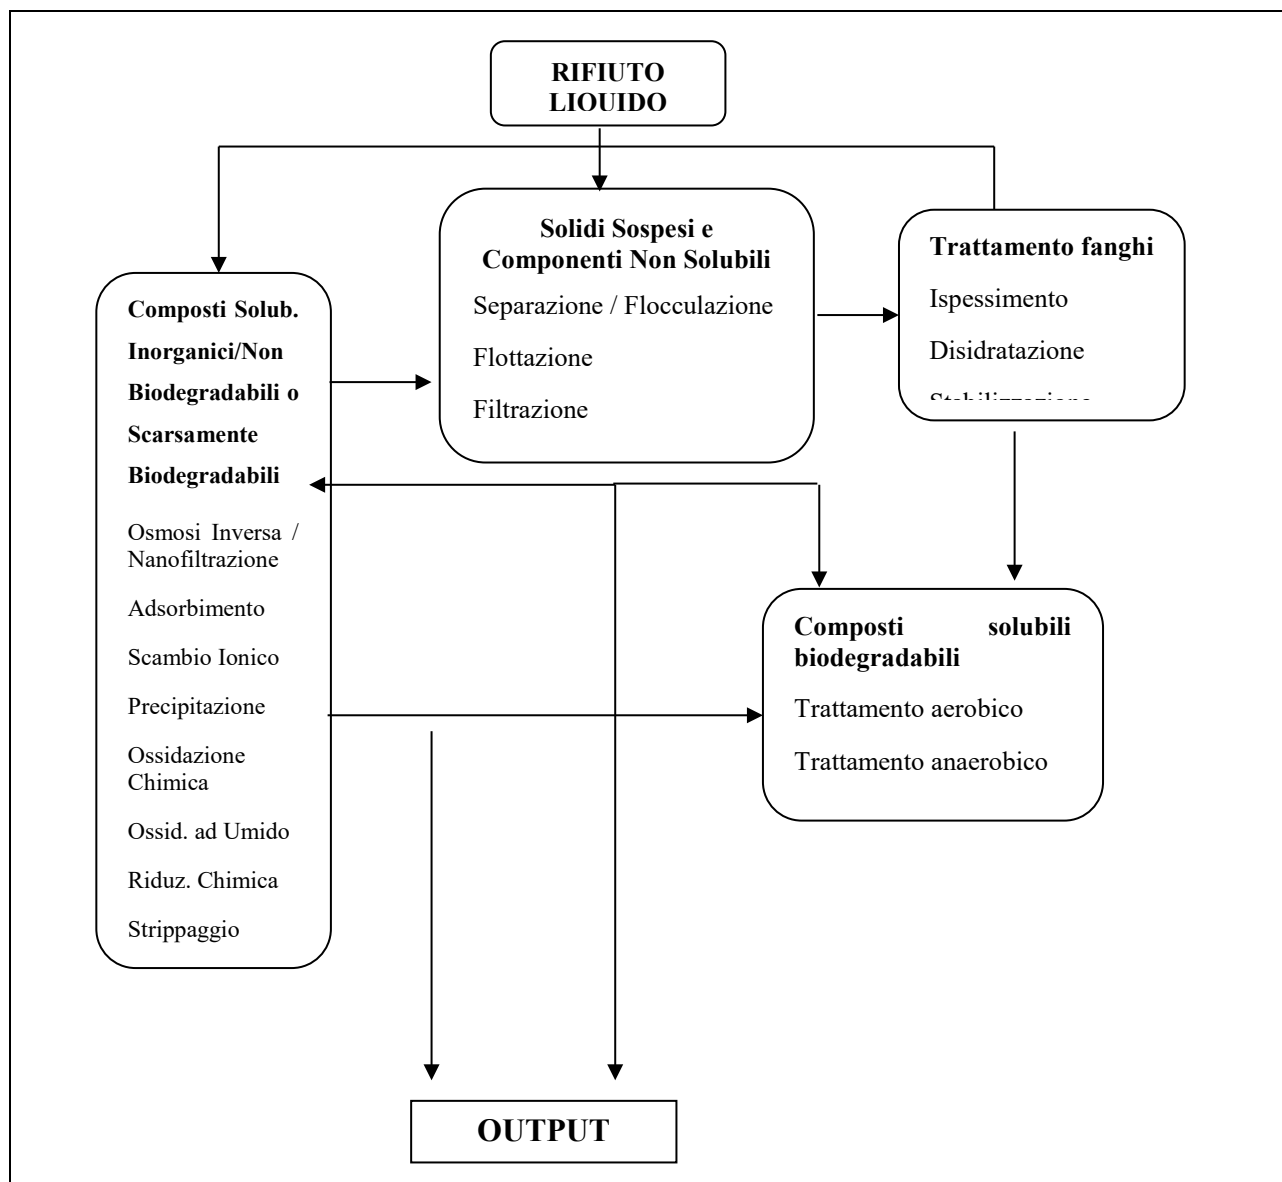 RIFIUTO
LIOUIDO
Solidi Sospesi e
Componenti Non Solubili
Separazione / Flocculazione
Flottazione
Filtrazione
Trattamento fanghi
Ispessimento
Disidratazione
Stabilizzazione
Composti Solub.
Inorganici/Non
Biodegradabili o
Scarsamente
Biodegradabili
Osmosi Inversa /
Nanofiltrazione
Adsorbimento
Scambio Ionico
Precipitazione
Ossidazione
Chimica
Ossid. ad Umido
Riduz. Chimica
Strippaggio
Composti solubili
biodegradabili
Trattamento aerobico
Trattamento anaerobico
OUTPUT